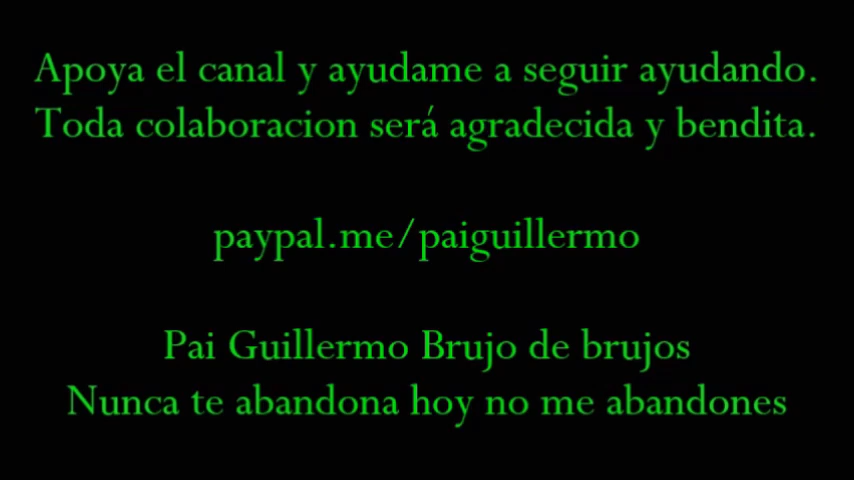 Apoya el canal y ayudame a seguir ayudando.
Toda colaboracion será agradecida y bendita.
paypal.me/paiguillermo
Pai Guillermo Brujo de brujos
Nunca te abandona hoy no me abandones